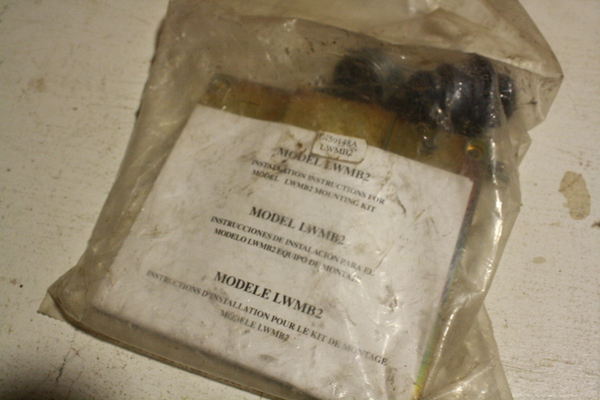 LWMB2
MODEL LWMB2
INSTALLATION INSTRUCTIONS FOR
MODEL LWMB2 MOUNTING KIT
MODEL LWMB2
INSTRUCCIONES DE INSTALACION PARA EL
MODELO LWMB2 EQUIPO DE MONTAJE
MODELE LWMB2
INSTRUCTIONS D'INSTALLATION POUR LE KIT DE MONTAGE
MODELE LWMB2